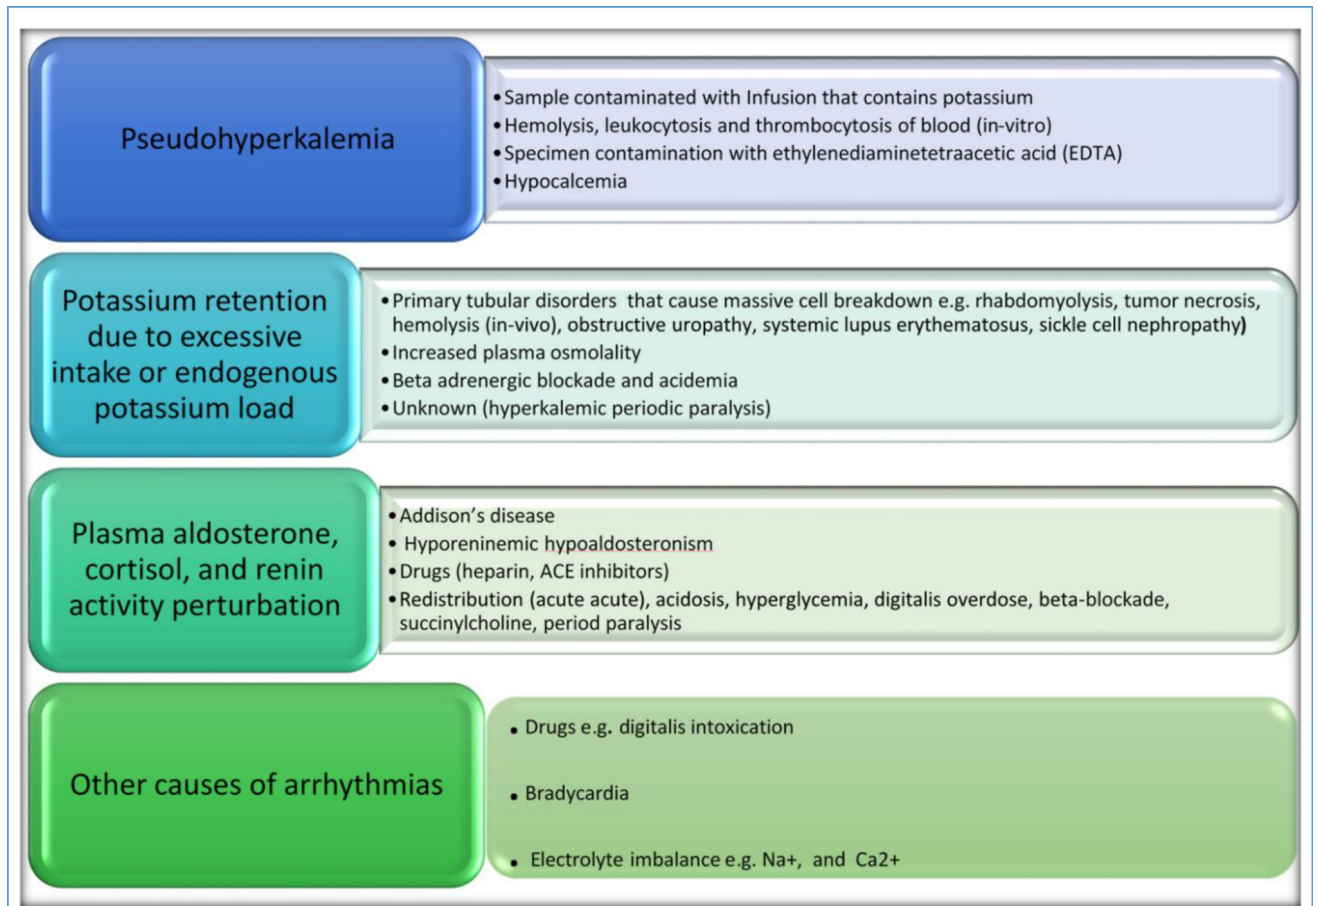 Pseudohyperkalemia
•Sample contaminated with Infusion that contains potassium
•Hemolysis, leukocytosis and thrombocytosis of blood (in-vitro)
•Specimen contamination with ethylenediaminetetraacetic acid (EDTA)
•Hypocalcemia
Potassium retention
due to excessive
intake or endogenous
potassium load
•Primary tubular disorders that cause massive cell breakdown e.g. rhabdomyolysis, tumor necrosis,
hemolysis (in-vivo), obstructive uropathy, systemic lupus erythematosus, sickle cell nephropathy)
•Increased plasma osmolality
•Beta adrenergic blockade and acidemia
•Unknown (hyperkalemic periodic paralysis)
Plasma aldosterone,
cortisol, and renin
activity perturbation
•Addison’s disease
• Hyporeninemic hypoaldosteronism
•Drugs (heparin, ACE inhibitors)
•Redistribution (acute acute), acidosis, hyperglycemia, digitalis overdose, beta-blockade,
succinylcholine, period paralysis
Other causes of arrhythmias
• Drugs e.g. digitalis intoxication
• Bradycardia
• Electrolyte imbalance e.g. Na+, and Ca2+